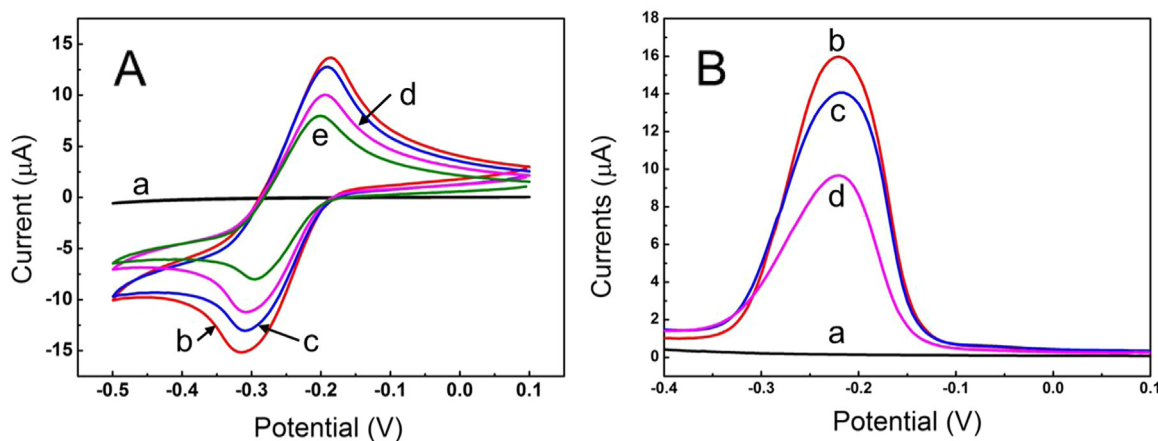 A
15
10
5
0
-5
-10
-15
Current (μA)
a
b
c
d
e
-0.5 -0.4 -0.3 -0.2 -0.1 0.0 0.1
Potential (V)
B
18
16
14
12
10
8
6
4
2
0
Currents (μA)
b
c
d
a
-0.4 -0.3 -0.2 -0.1 0.0 0.1
Potential (V)